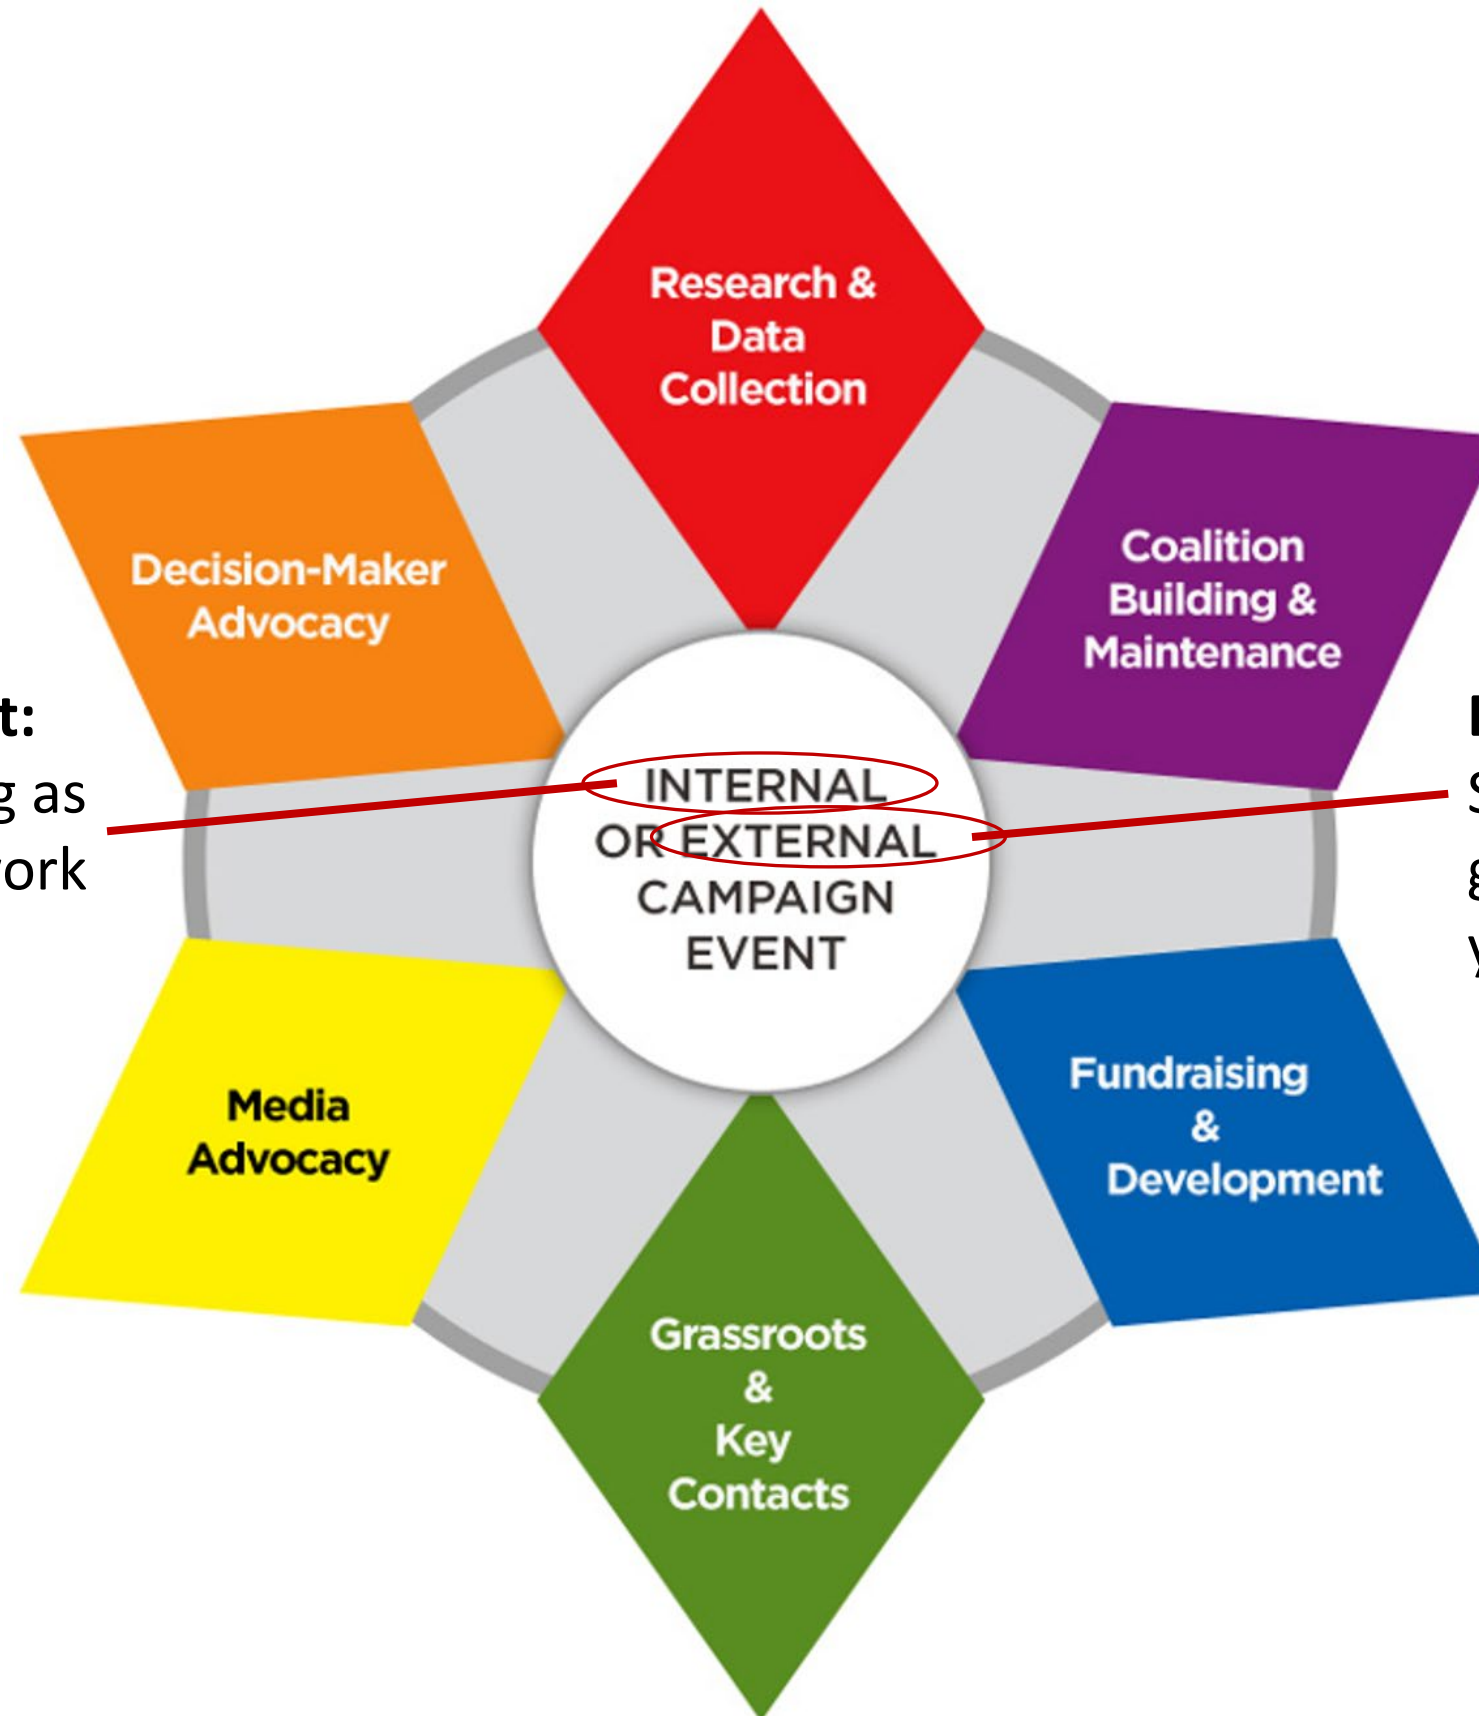 Research &
Data
Collection
Decision-Maker
Advocacy
Coalition
Building &
Maintenance
t:
g as
ork
INTERNAL
OR EXTERNAL
CAMPAIGN
EVENT
Media
Advocacy
Fundraising
&
Development
Grassroots
&
Key
Contacts